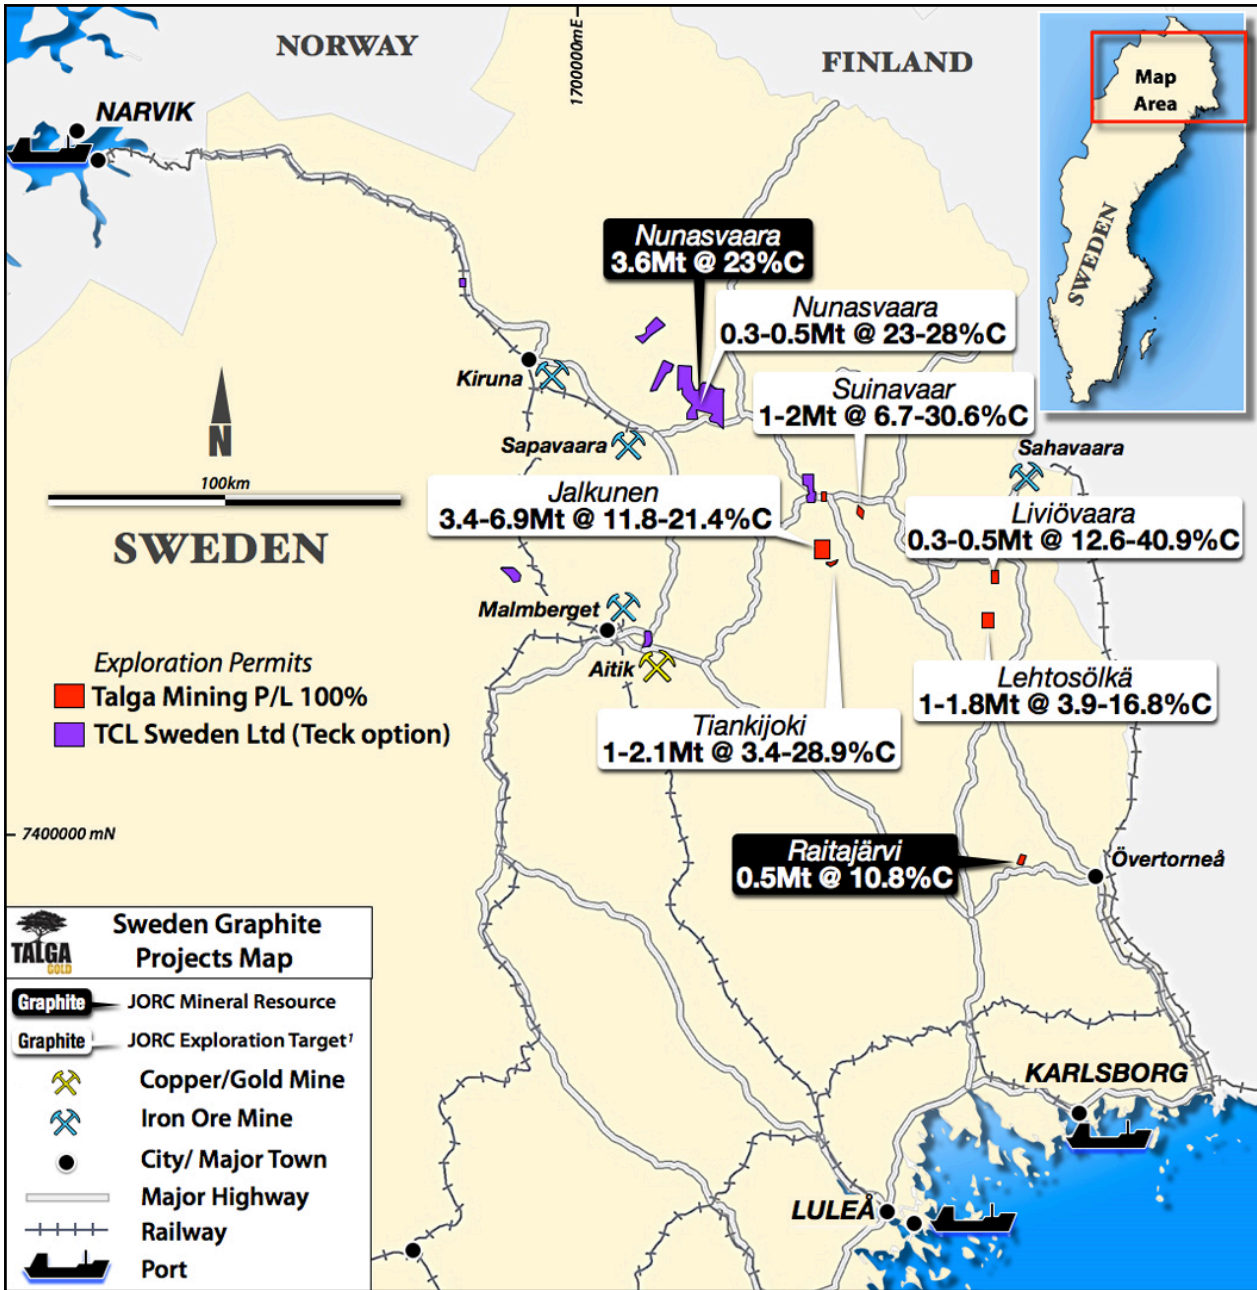 NORWAY
1700000mE
FINLAND
NARVIK
Map
Area
SWEDEN
Nunasvaara
3.6Mt @ 23%C
Nunasvaara
0.3-0.5Mt @ 23-28%C
Kiruna
Suinavaar
1-2Mt @ 6.7-30.6%C
N
Sapavaara
Sahavaara
100km
Jalkunen
3.4-6.9Mt @ 11.8-21.4%C
Liviövaara
0.3-0.5Mt @ 12.6-40.9%C
SWEDEN
Malmberget
Aitik
Exploration Permits
Talga Mining P/L 100%
TCL Sweden Ltd (Teck option)
Lehtosölkä
1-1.8Mt @ 3.9-16.8%C
Tiankijoki
1-2.1Mt @ 3.4-28.9%C
7400000 mN
Raitajärvi
0.5Mt @ 10.8%C
Övertorneå
TALGA
GOLD
Sweden Graphite
Projects Map
Graphite JORC Mineral Resource
Graphite JORC Exploration Target¹
Copper/Gold Mine
Iron Ore Mine
City/ Major Town
Major Highway
Railway
Port
KARLSBORG
LULEÅ